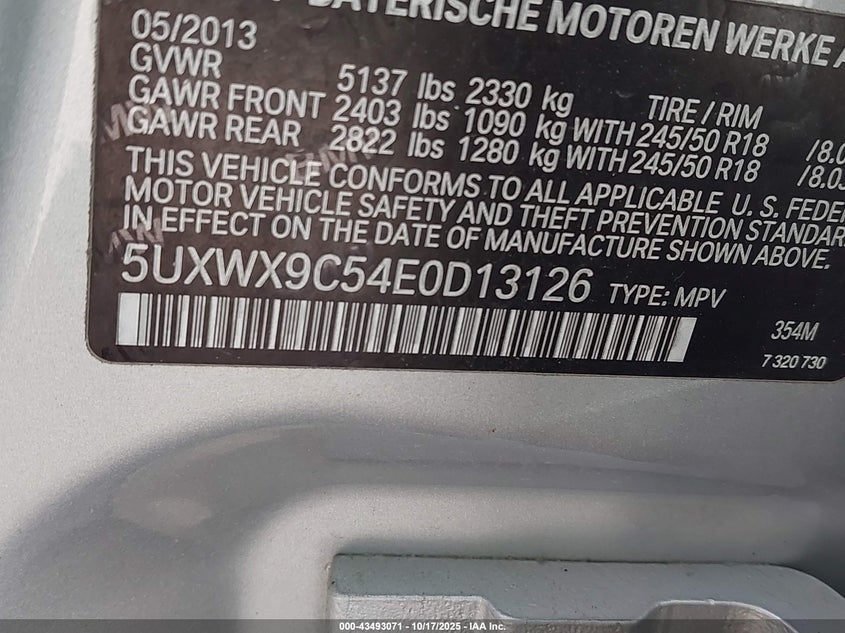 BAYERISCHE MOTOREN WERKE
05/2013
GVWR 5137 lbs 2330 kg TIRE / RIM
GAWR FRONT 2403 lbs 1090 kg WITH 245/50 R18
GAWR REAR 2822 lbs 1280 kg WITH 245/50 R18
THIS VEHICLE CONFORMS TO ALL APPLICABLE U. S.
MOTOR VEHICLE SAFETY AND THEFT PREVENTION
IN EFFECT ON THE DATE OF MANUFACTURE SHOWN ABOVE.
5UXWX9C54E0D13126 TYPE: MPV
354M
7 320 730
000-43493071 | 10/17/2025 - IAA Inc.